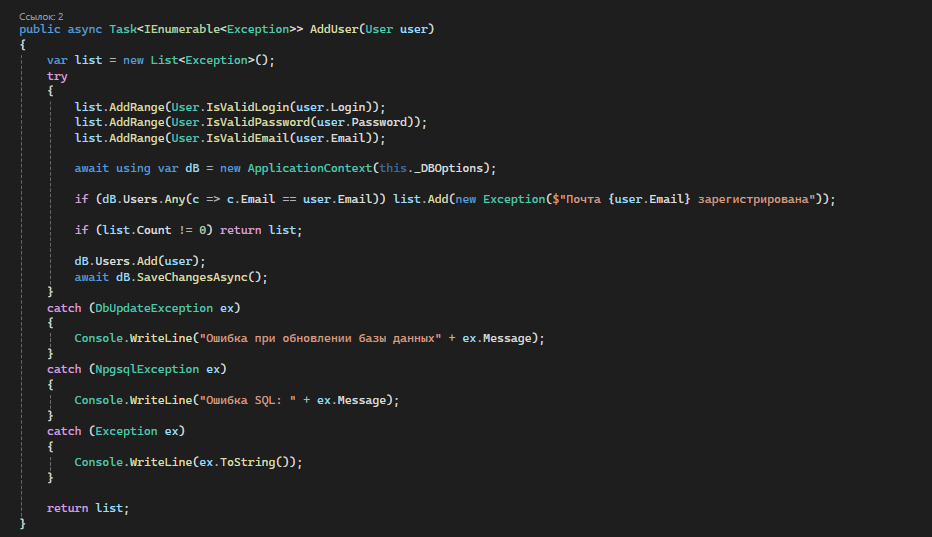 Ссылок: 2
public async Task<IEnumerable<Exception>> AddUser(User user)
{
    var list = new List<Exception>();
    try
    {
        list.AddRange(User.IsValidLogin(user.Login));
        list.AddRange(User.IsValidPassword(user.Password));
        list.AddRange(User.IsValidEmail(user.Email));

        await using var dB = new ApplicationContext(this._DBOptions);

        if (dB.Users.Any(c => c.Email == user.Email)) list.Add(new Exception($"Почта {user.Email} зарегистрирована"));

        if (list.Count != 0) return list;

        dB.Users.Add(user);
        await dB.SaveChangesAsync();
    }
    catch (DbUpdateException ex)
    {
        Console.WriteLine("Ошибка при обновлении базы данных" + ex.Message);
    }
    catch (NpgsqlException ex)
    {
        Console.WriteLine("Ошибка SQL: " + ex.Message);
    }
    catch (Exception ex)
    {
        Console.WriteLine(ex.ToString());
    }

    return list;
}